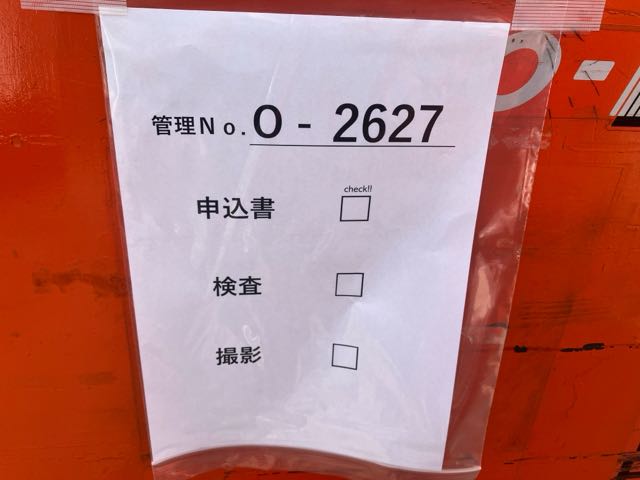 管理No. O - 2627
check!!
申込書 □
検査 □
撮影 □